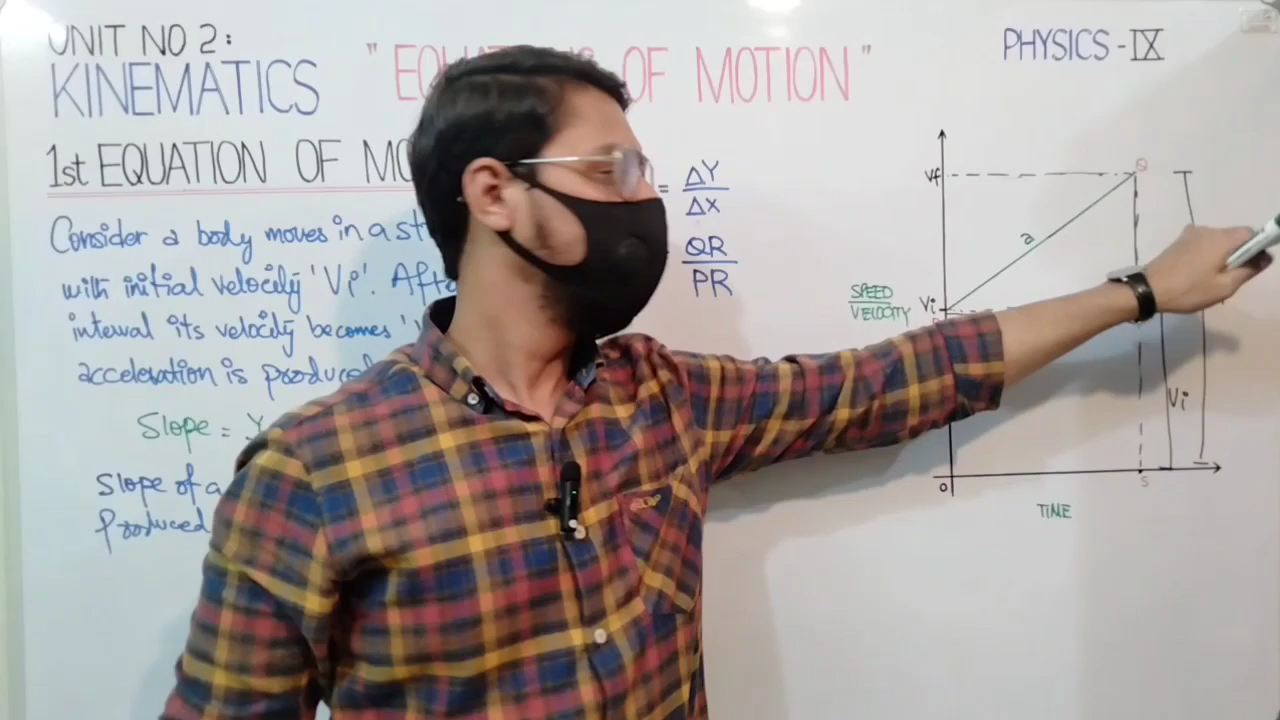 UNIT NO 2:
KINEMATICS
" EQUATIONS OF MOTION "
PHYSICS - IX
1st EQUATION OF MO
Consider a body moves in a st
with initial velocity 'Vi'. Afte
interval its velocity becomes '
acceleration is produced
Slope = Y
Slope of a
produced
= ΔY
ΔX
QR
PR
Vf
Q
a
Vi
SPEED
VELOCITY
Vi
O
S
TIME